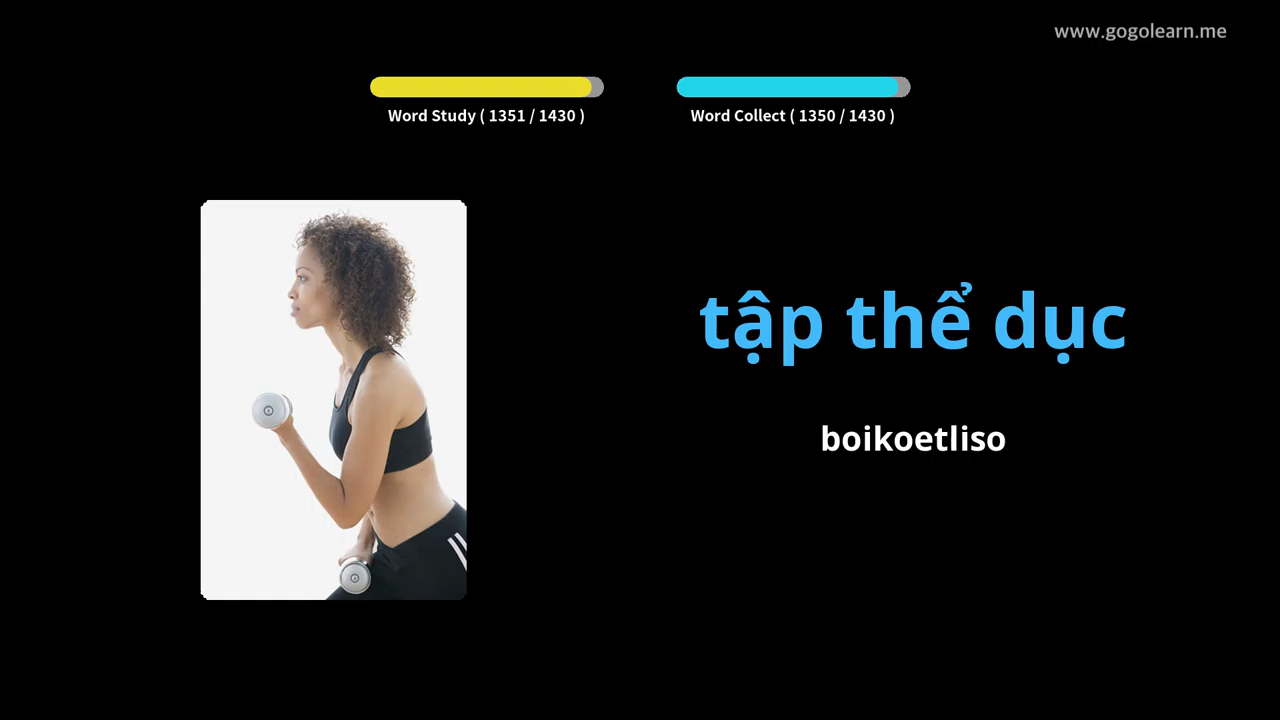 www.gogolearn.me
Word Study ( 1351 / 1430 )
Word Collect ( 1350 / 1430 )
tập thể dục
boikoetliso